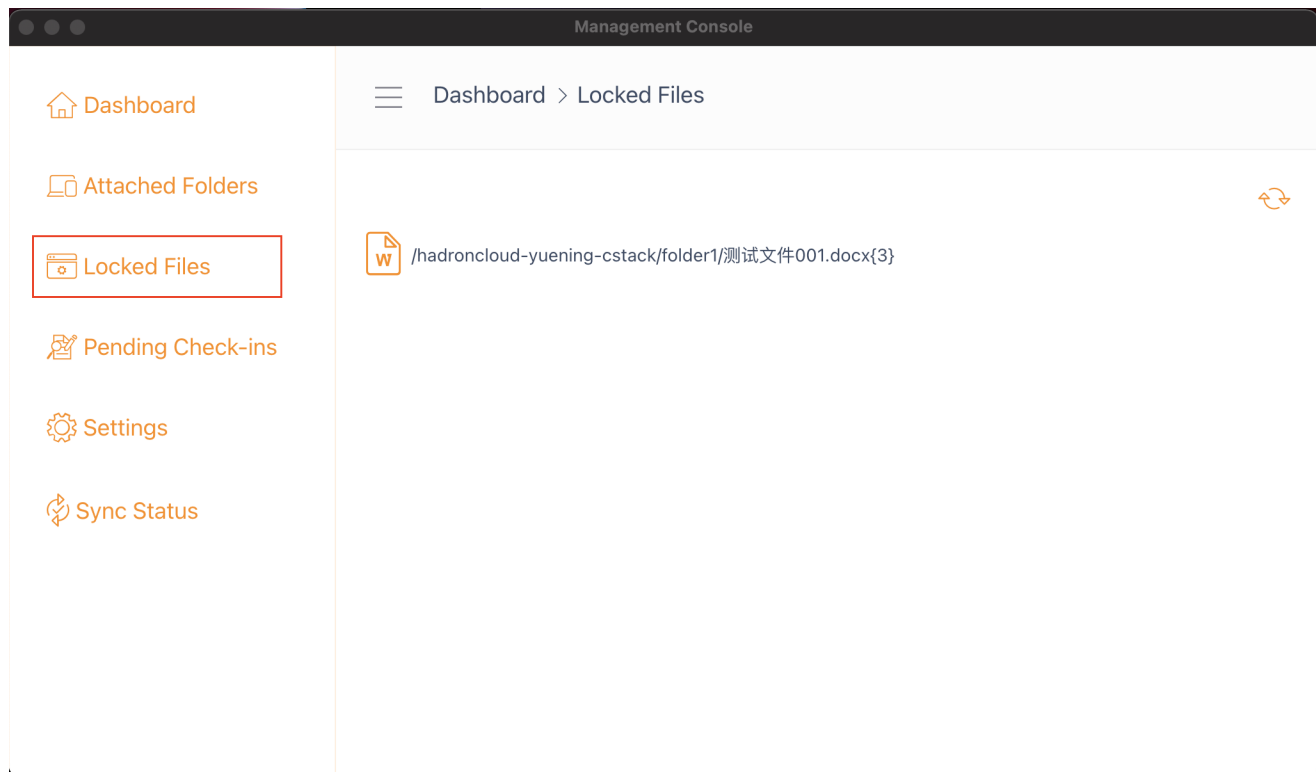 Management Console
Dashboard
Attached Folders
Locked Files
Pending Check-ins
Settings
Sync Status
Dashboard > Locked Files
W /hadroncloud-yuening-cstack/folder1/测试文件001.docx{3}